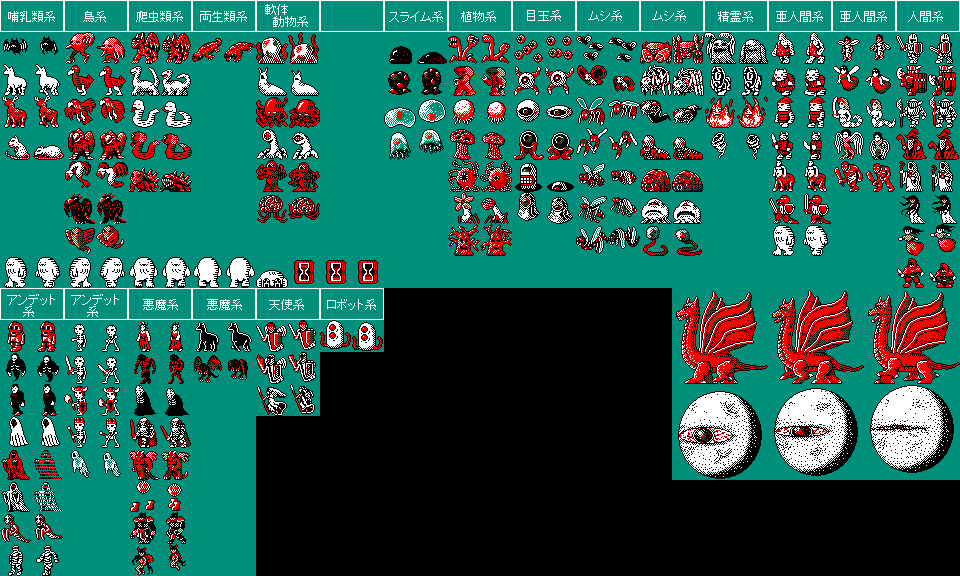 哺乳類系
鳥系
爬虫類系
両生類系
軟体
動物系
スライム系
植物系
目玉系
ムシ系
ムシ系
精霊系
亜人間系
亜人間系
人間系
アンデット
系
アンデット
系
悪魔系
悪魔系
天使系
ロボット系